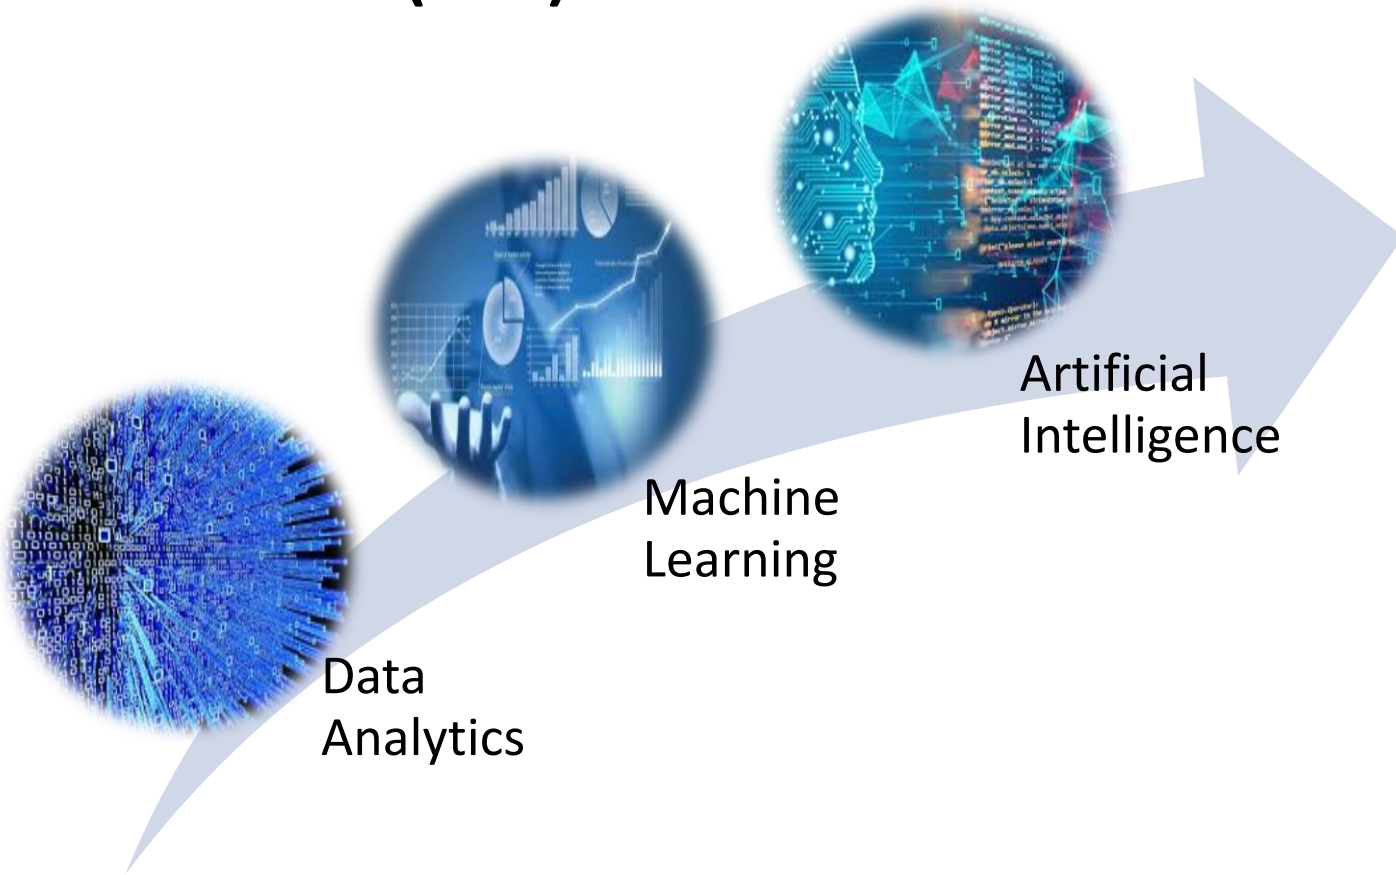 Artificial
Intelligence
Machine
Learning
Data
Analytics